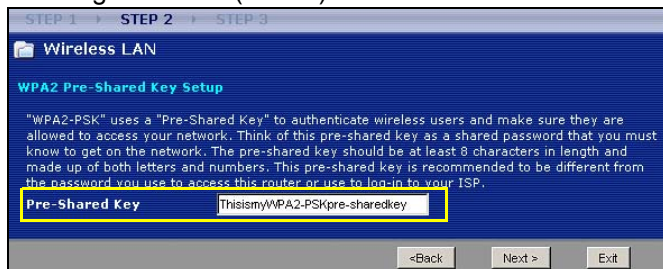 STEP 1 › STEP 2 › STEP 3
Wireless LAN
WPA2 Pre-Shared Key Setup
"WPA2-PSK" uses a "Pre-Shared Key" to authenticate wireless users and make sure they are
allowed to access your network. Think of this pre-shared key as a shared password that you must
know to get on the network. The pre-shared key should be at least 8 characters in length and
made up of both letters and numbers. This pre-shared key is recommended to be different from
the password you use to access this router or use to log-in to your ISP.
Pre-Shared Key ThisismyWPA2-PSKpre-sharedkey
<Back Next > Exit